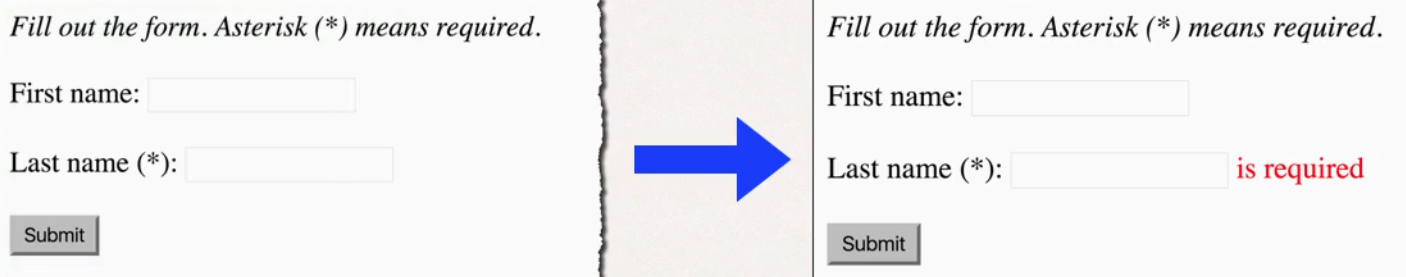 Fill out the form. Asterisk (*) means required.
First name:
Last name (*):
Submit
Fill out the form. Asterisk (*) means required.
First name:
Last name (*): is required
Submit